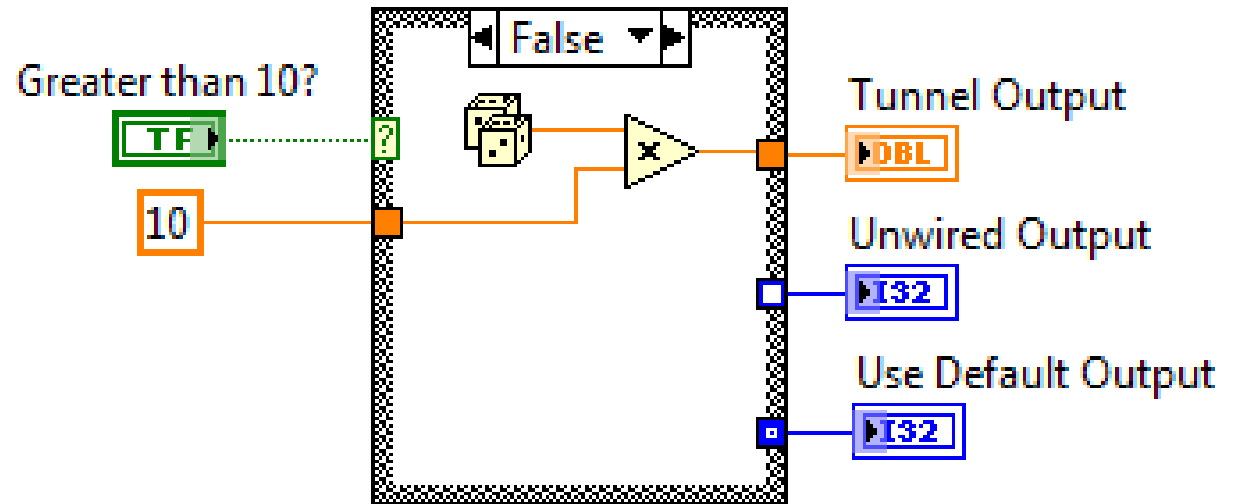 False
Greater than 10?
TF
?
10
x
Tunnel Output
DBL
Unwired Output
I32
Use Default Output
I32